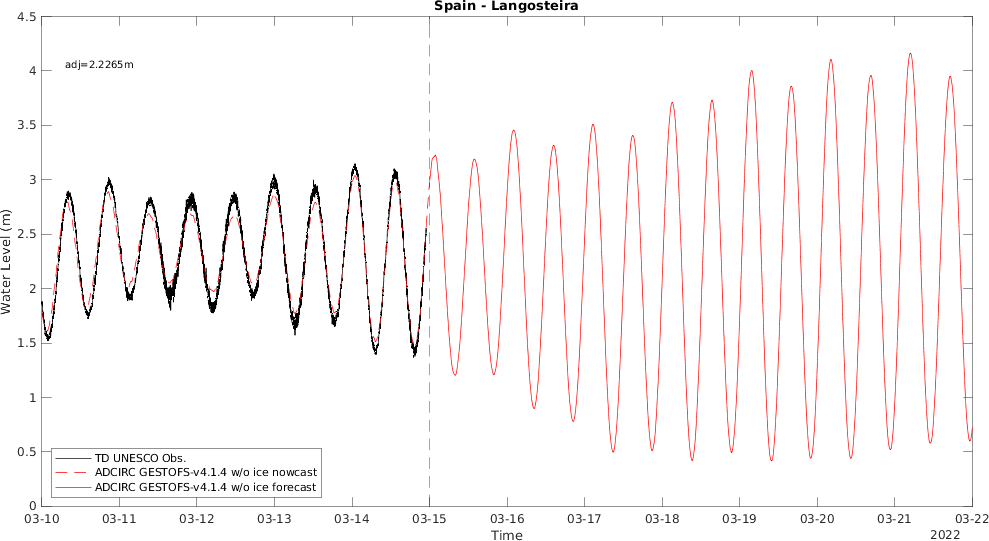 Spain - Langosteira
adj=2.2265m
Water Level (m)
4.5
4
3.5
3
2.5
2
1.5
1
0.5
0
TD UNESCO Obs.
ADCIRC GESTOFS-v4.1.4 w/o ice nowcast
ADCIRC GESTOFS-v4.1.4 w/o ice forecast
03-10 03-11 03-12 03-13 03-14 03-15 03-16 03-17 03-18 03-19 03-20 03-21 03-22
Time
2022